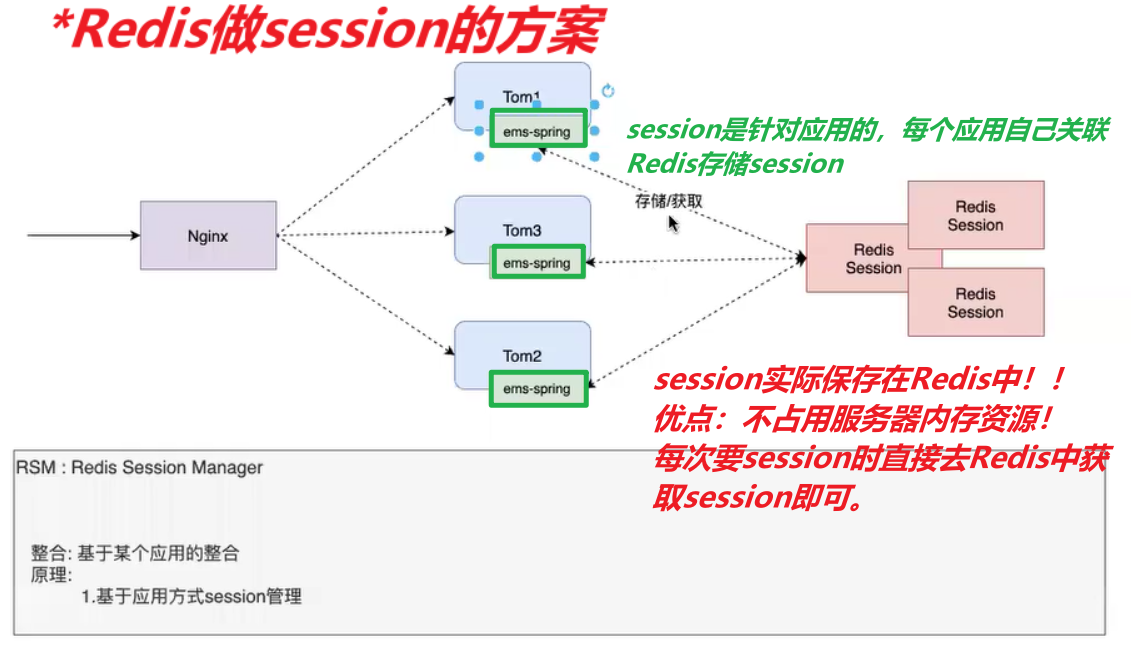 *Redis做session的方案
Tom1
ems-spring
session是针对应用的，每个应用自己关联
Redis存储session
存储/获取
Nginx
Tom3
ems-spring
Redis
Session
Redis
Session
Redis
Session
Tom2
ems-spring
session实际保存在Redis中！！
优点：不占用服务器内存资源！
每次要session时直接去Redis中获
取session即可。
RSM : Redis Session Manager
整合: 基于某个应用的整合
原理:
1.基于应用方式session管理